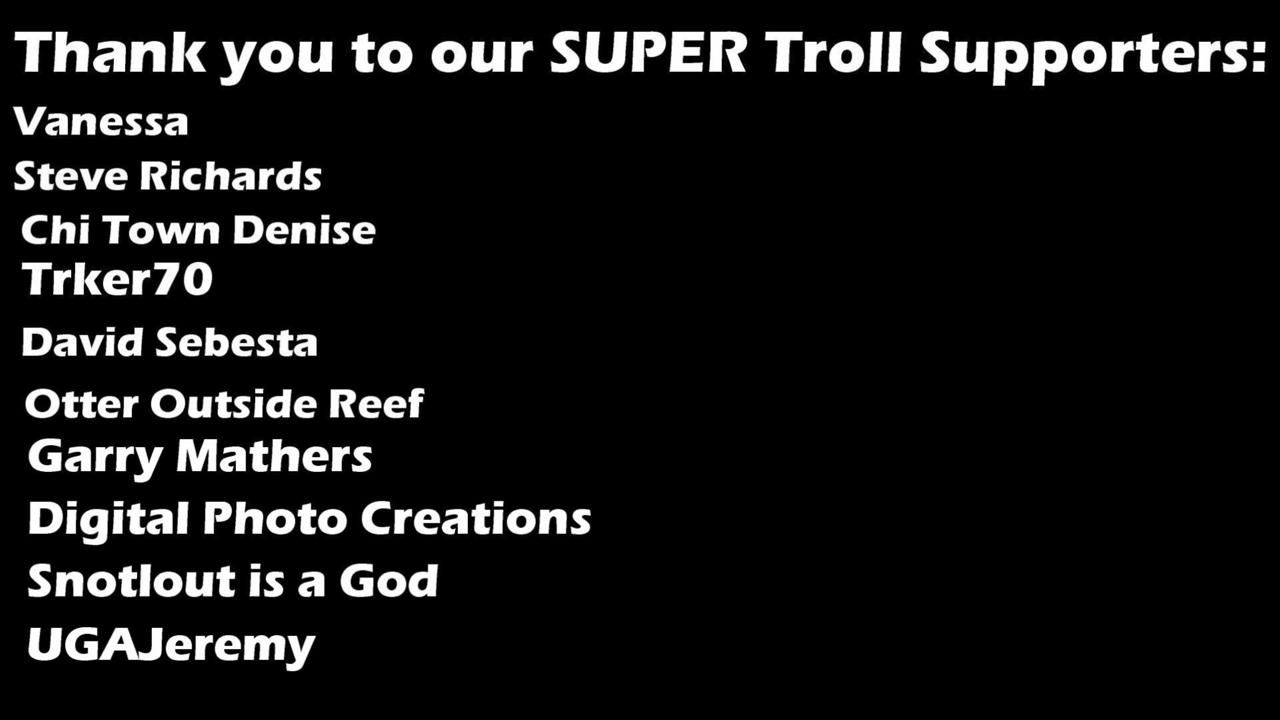 Thank you to our SUPER Troll Supporters:
Vanessa
Steve Richards
Chi Town Denise
Trker70
David Sebesta
Otter Outside Reef
Garry Mathers
Digital Photo Creations
Snotlout is a God
UGAJeremy